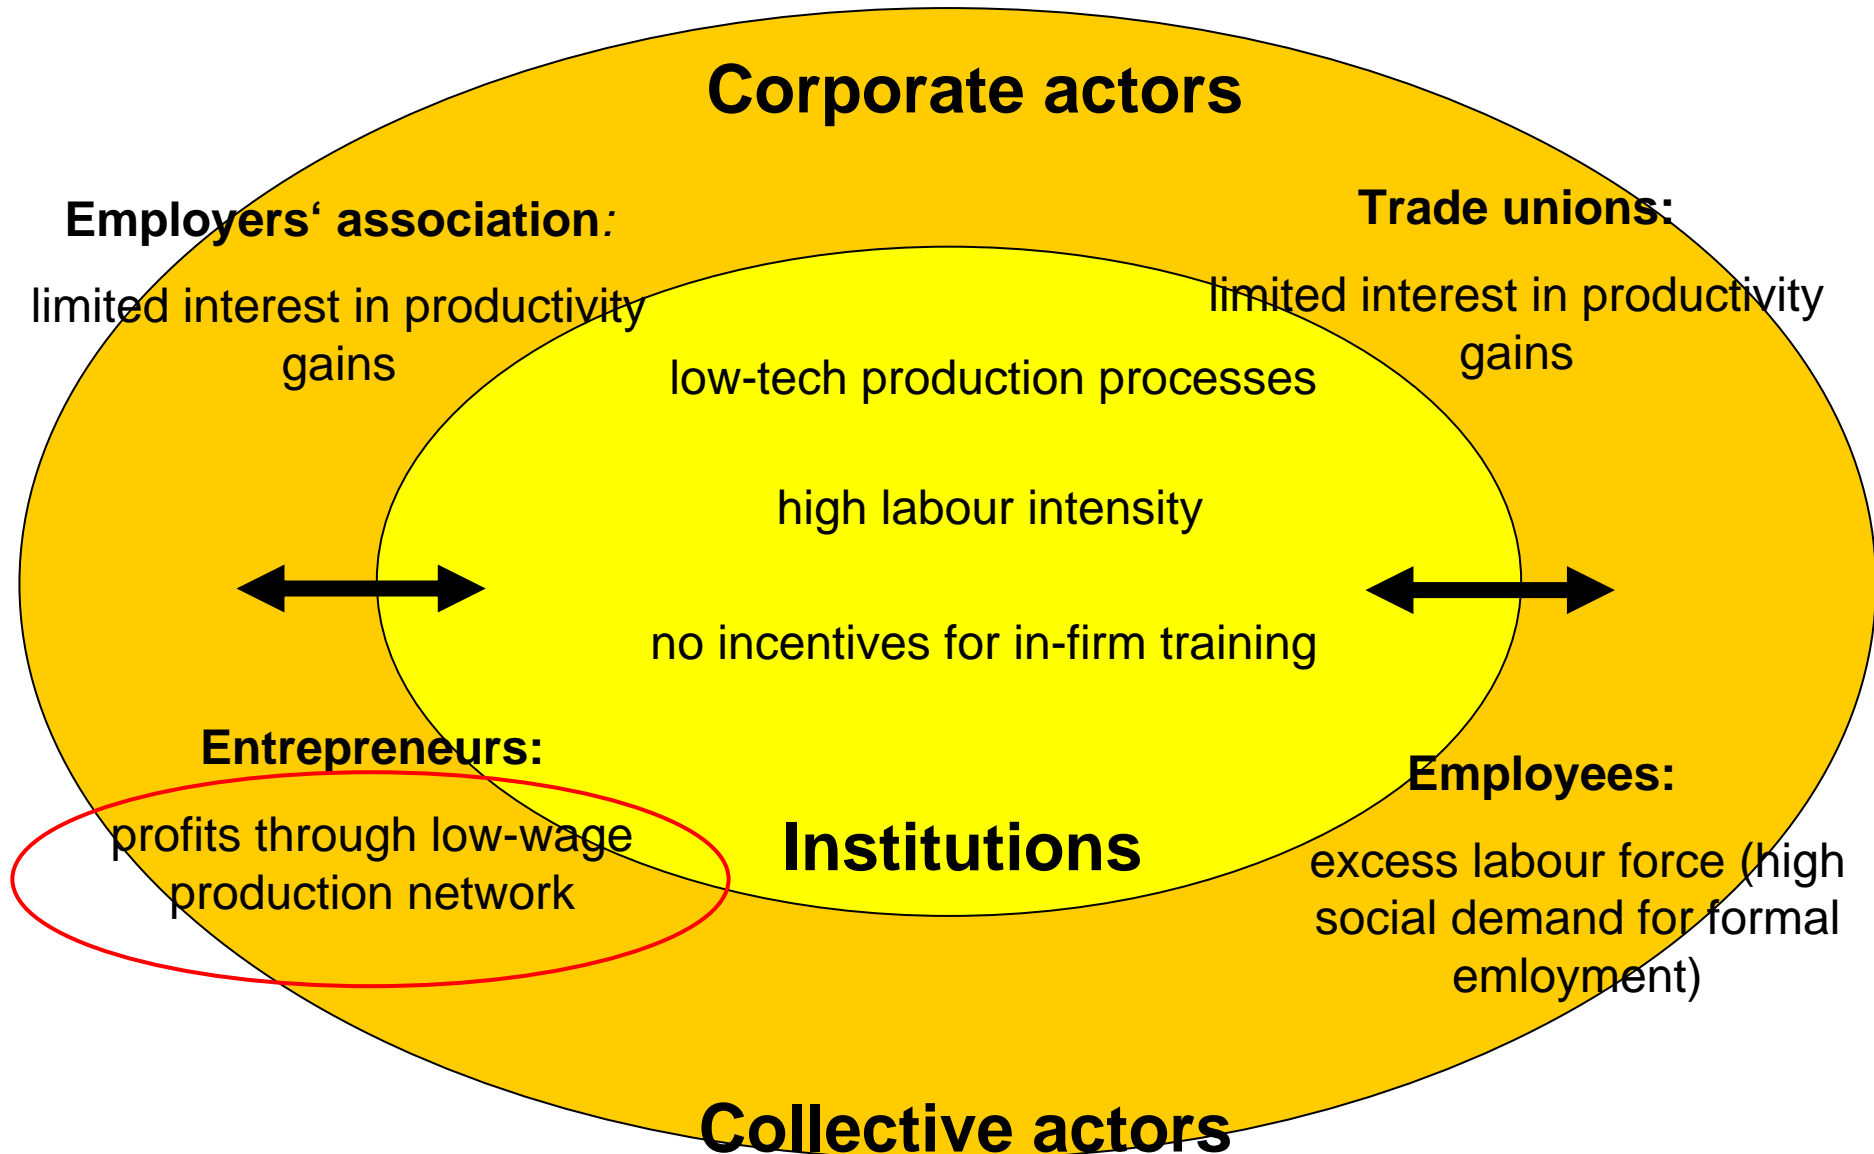 Corporate actors
Employers‘ association:
limited interest in productivity
gains
Trade unions:
limited interest in productivity
gains
low-tech production processes
high labour intensity
no incentives for in-firm training
Entrepreneurs:
profits through low-wage
production network
Institutions
Employees:
excess labour force (high
social demand for formal
emloyment)
Collective actors